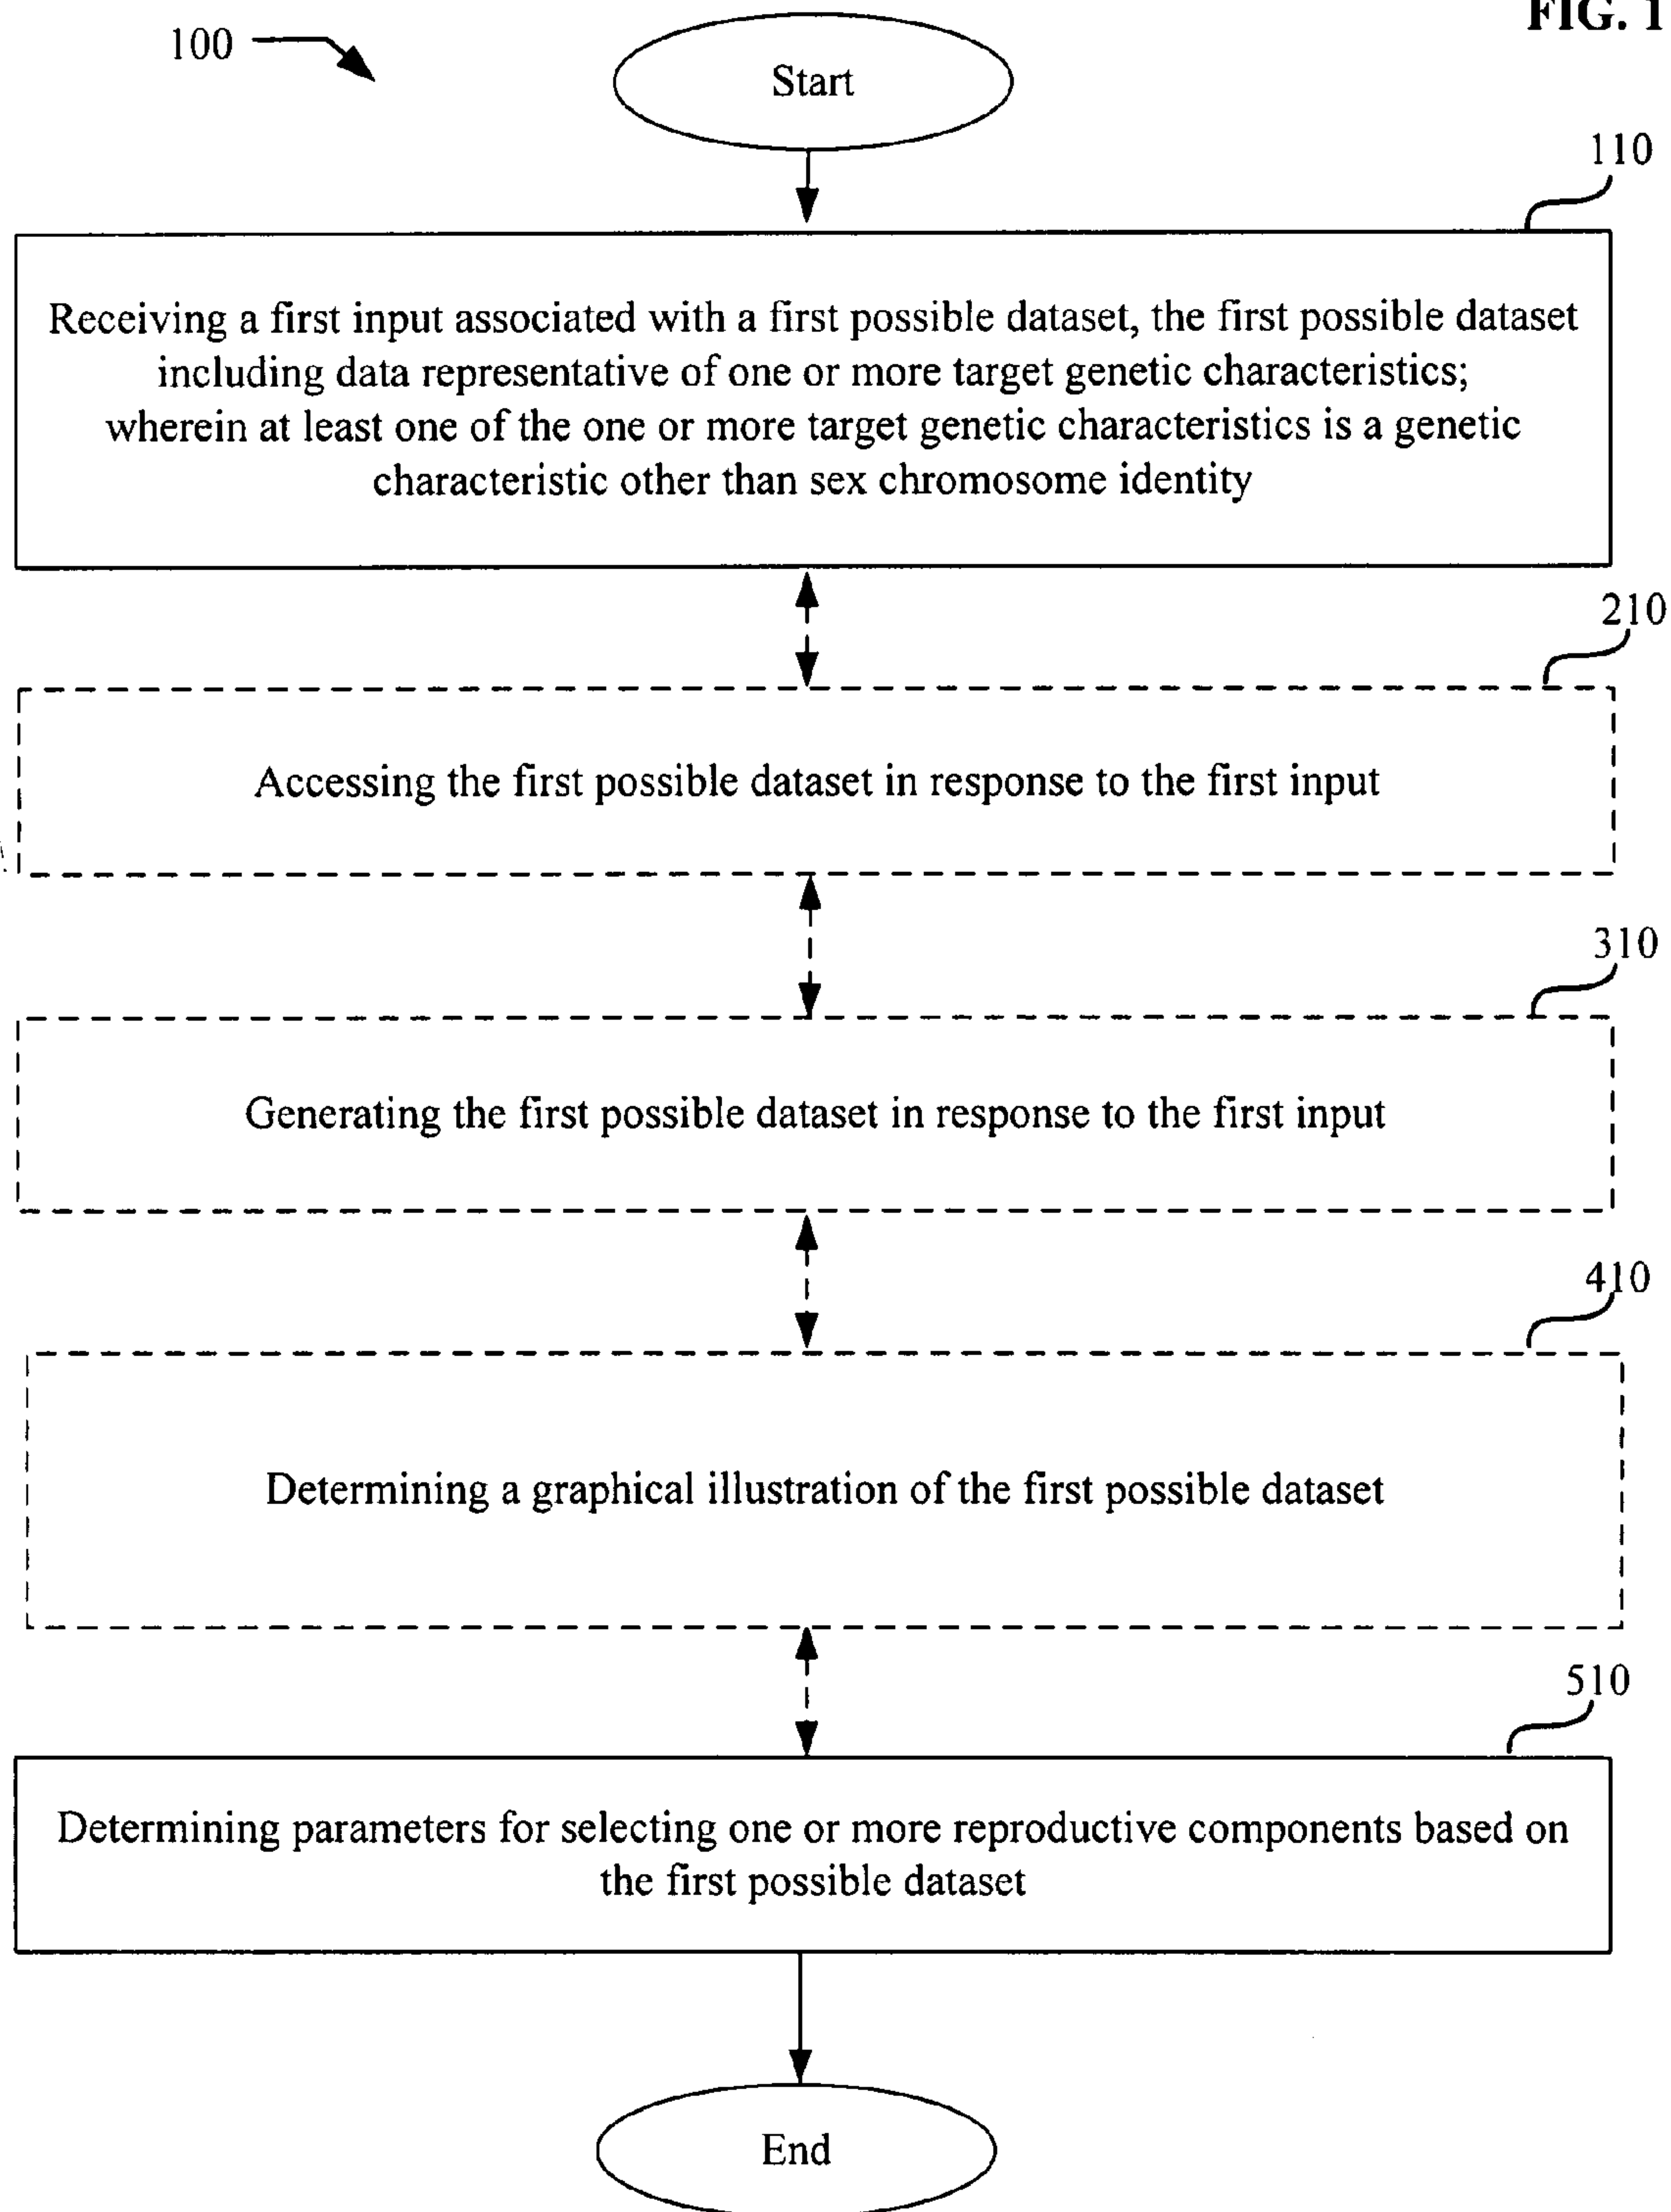 FIG. 1
100
Start
110
Receiving a first input associated with a first possible dataset, the first possible dataset
including data representative of one or more target genetic characteristics;
wherein at least one of the one or more target genetic characteristics is a genetic
characteristic other than sex chromosome identity
210
Accessing the first possible dataset in response to the first input
310
Generating the first possible dataset in response to the first input
410
Determining a graphical illustration of the first possible dataset
510
Determining parameters for selecting one or more reproductive components based on
the first possible dataset
End